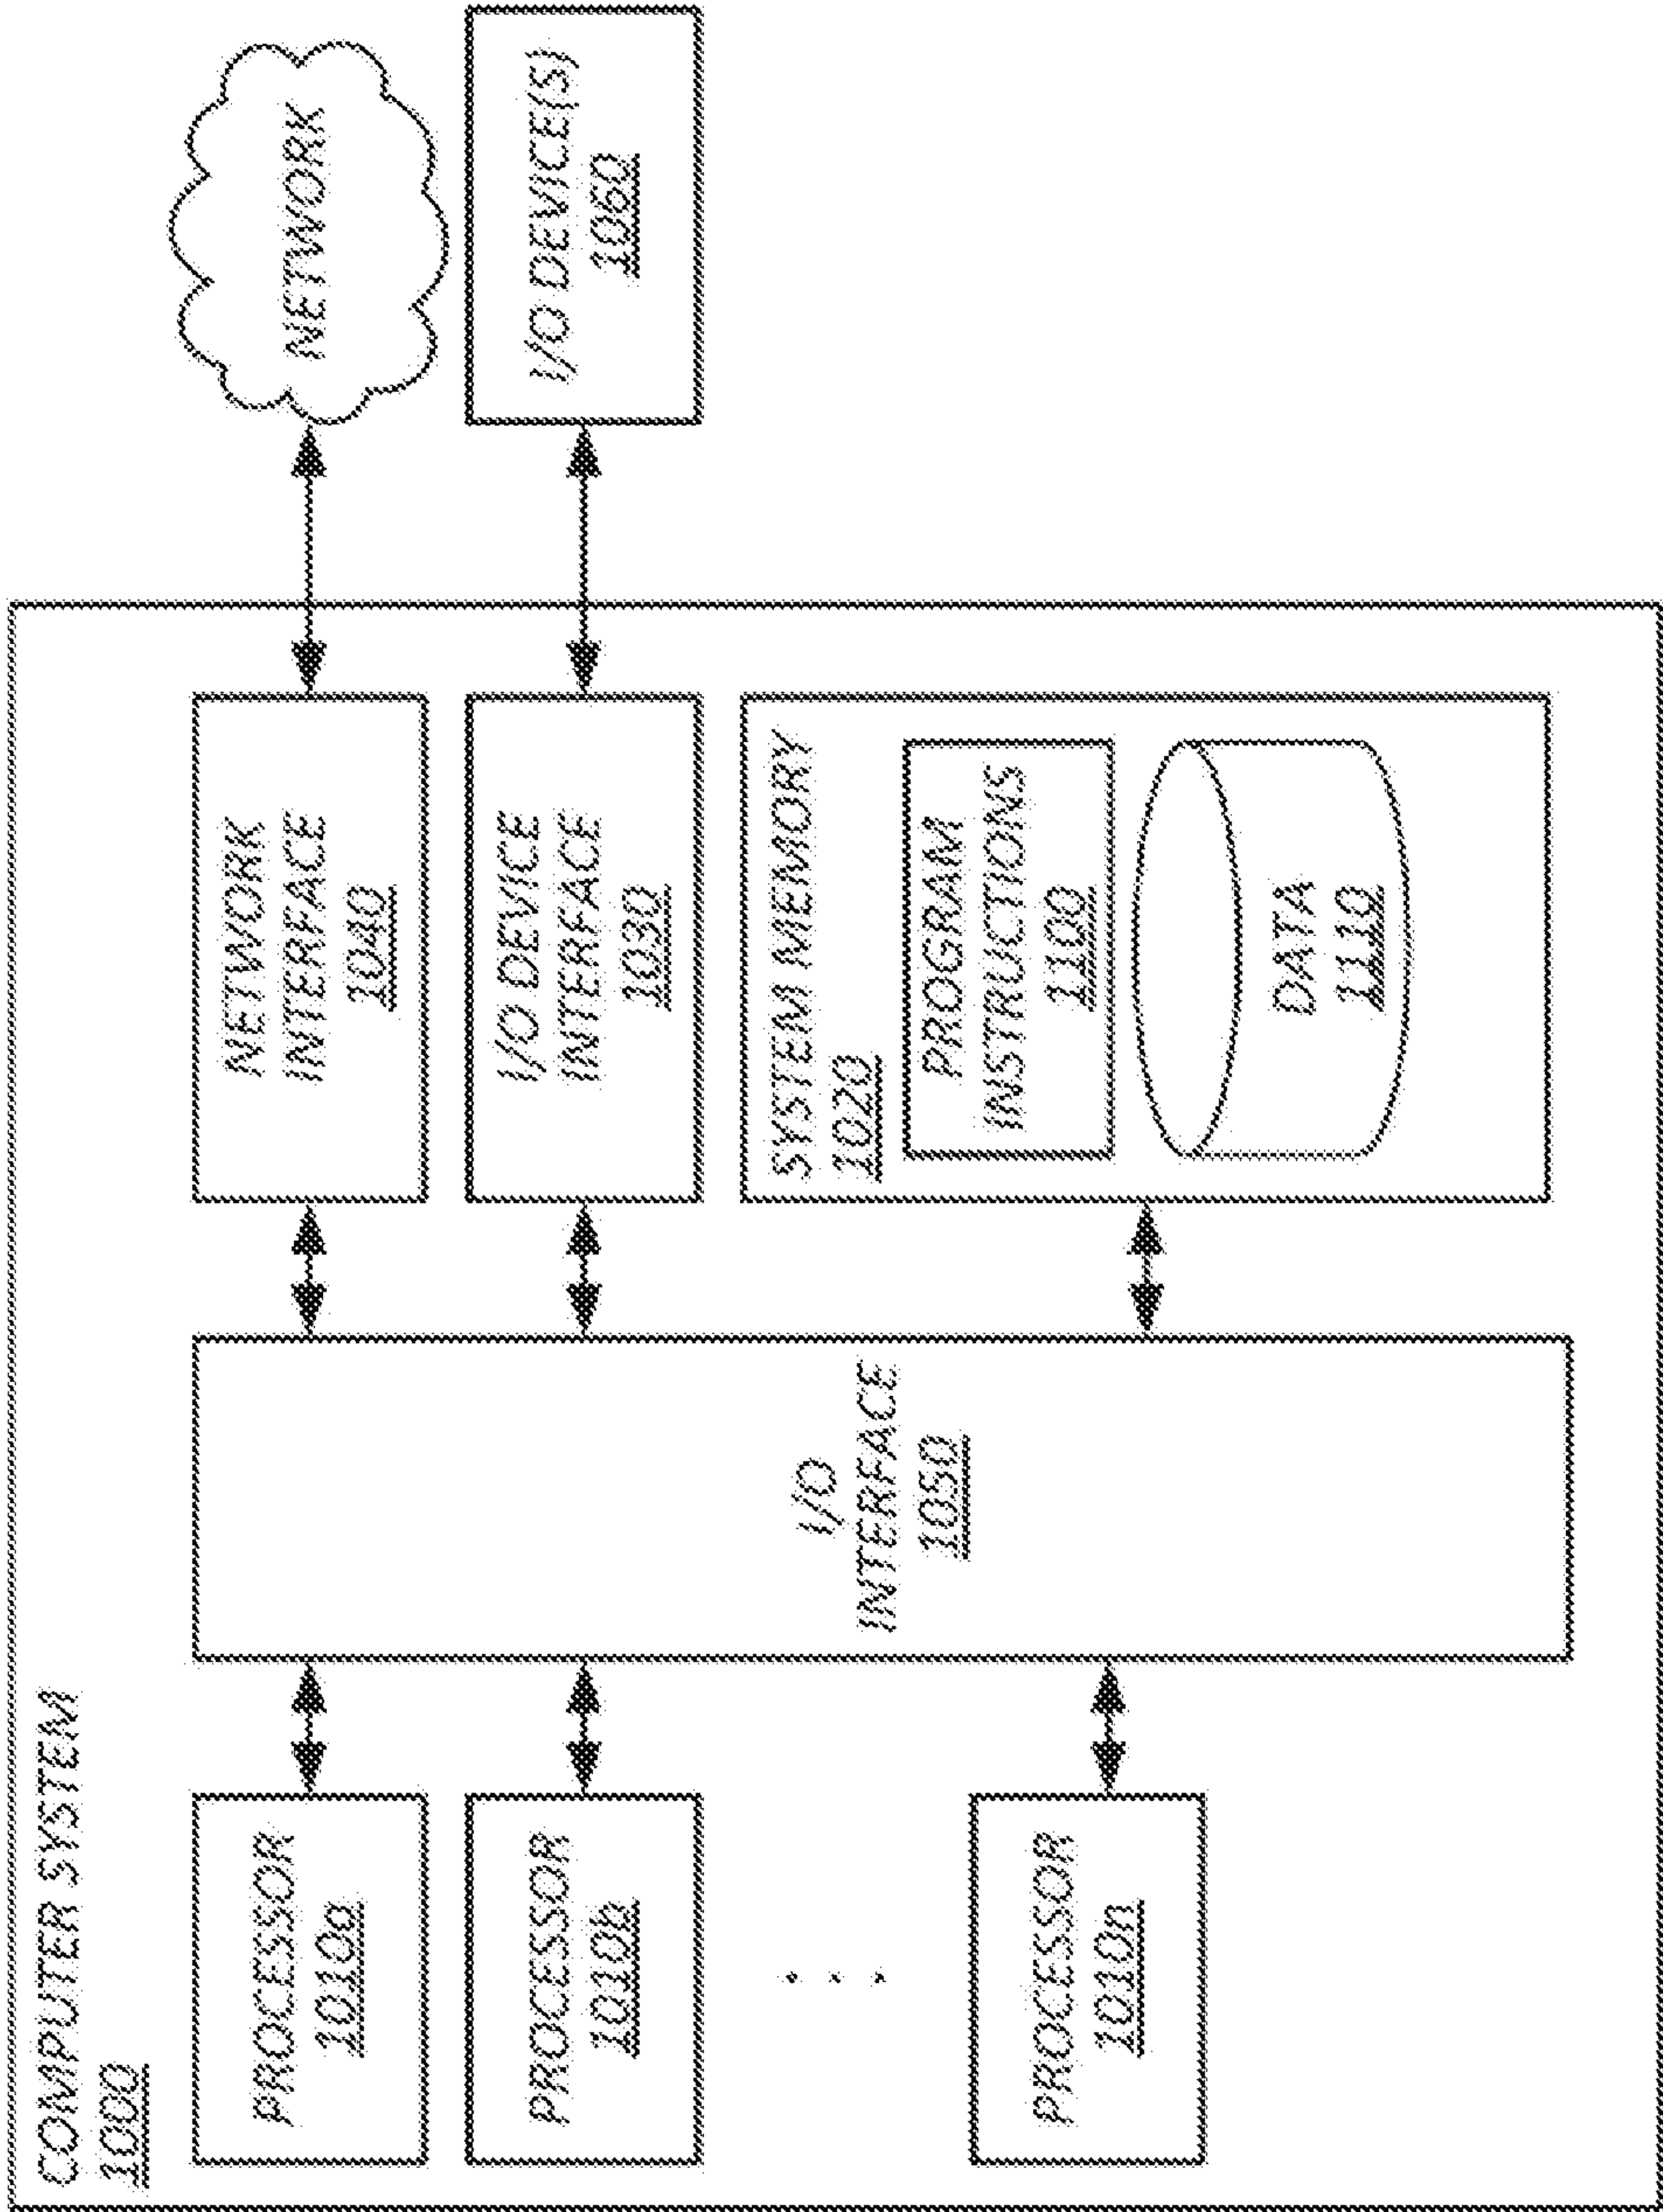 COMPUTER SYSTEM
1000
PROCESSOR
1010a
PROCESSOR
1010b
. . .
PROCESSOR
1010n
I/O
INTERFACE
1050
NETWORK
INTERFACE
1040
I/O DEVICE
INTERFACE
1030
SYSTEM MEMORY
1020
PROGRAM
INSTRUCTIONS
1100
DATA
1110
NETWORK
I/O DEVICE(S)
1060